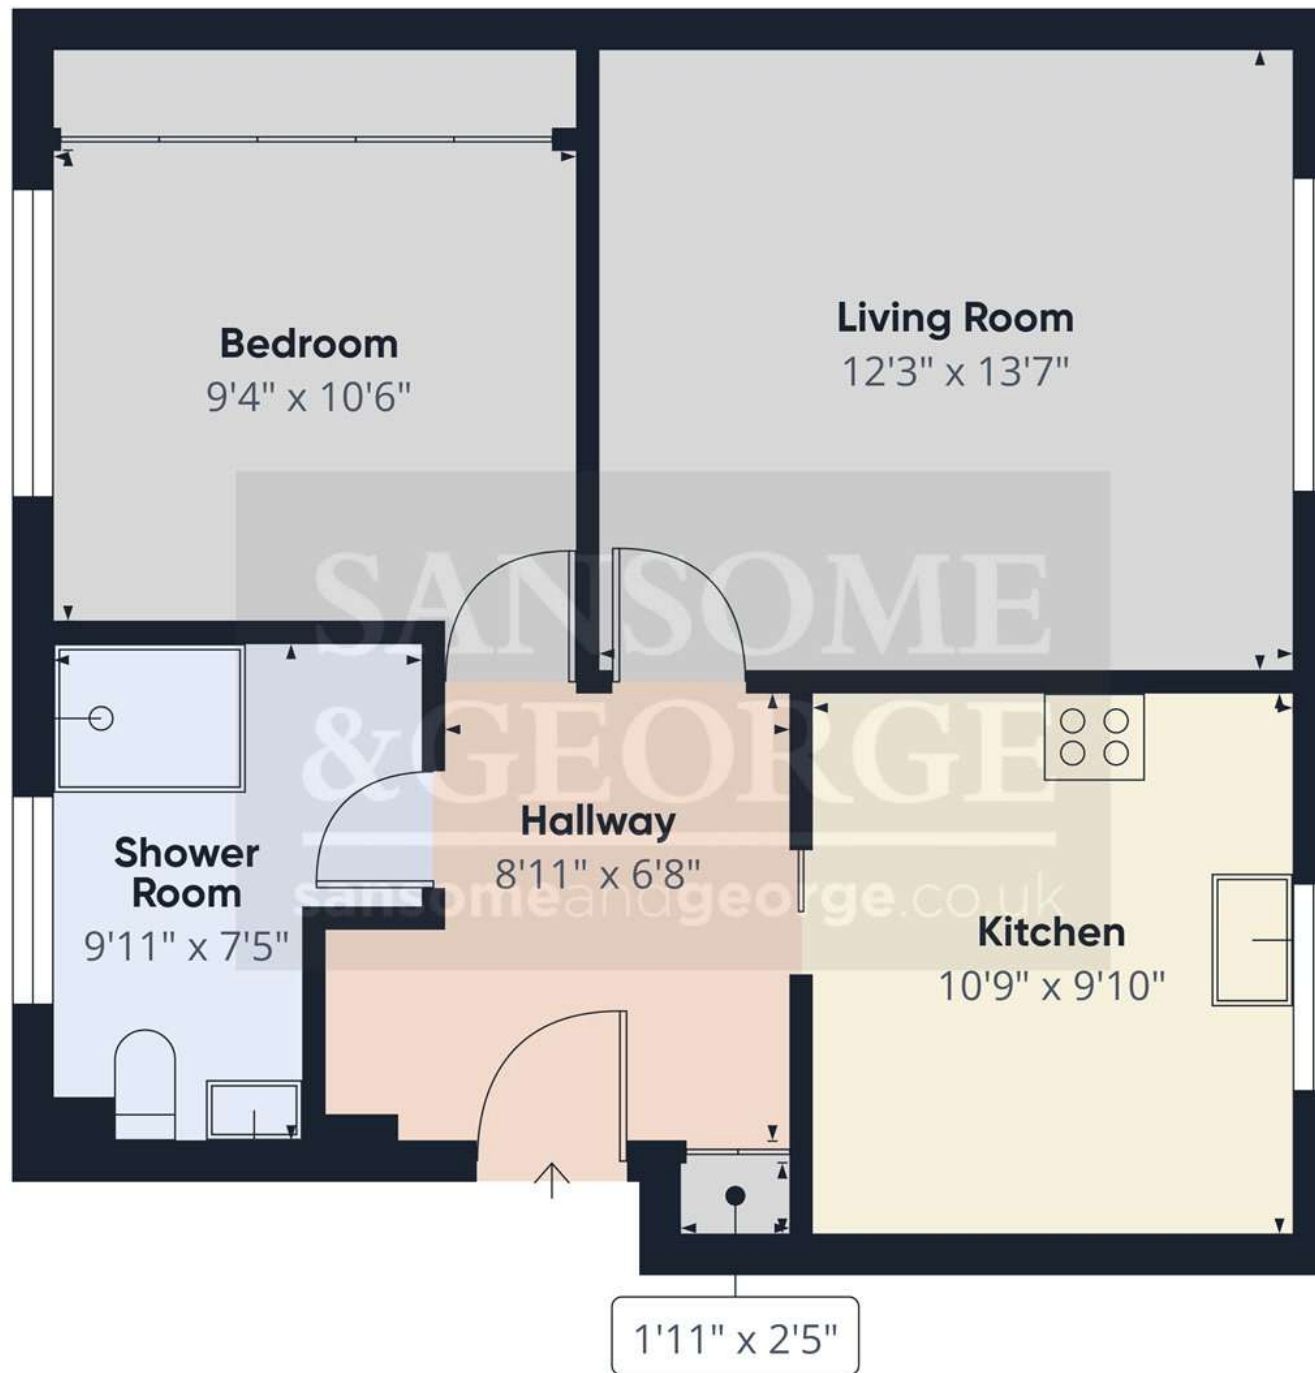 Bedroom
9'4" x 10'6"
Living Room
12'3" x 13'7"
SANSOME
&GEORGE
sansomeandgeorge.co.uk
Hallway
8'11" x 6'8"
Shower
Room
9'11" x 7'5"
Kitchen
10'9" x 9'10"
1'11" x 2'5"